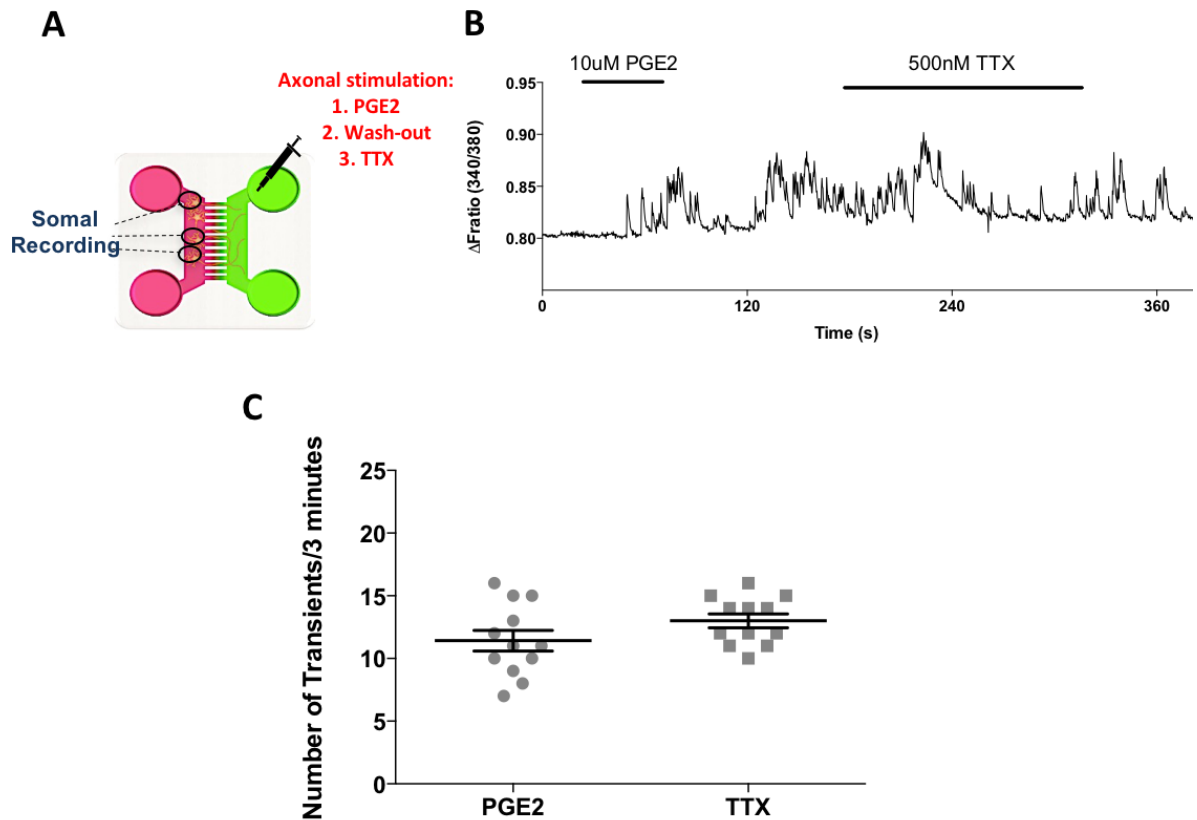 A
Axonal stimulation:
1. PGE2
2. Wash-out
3. TTX
Somal
Recording
B
10uM PGE2
500nM TTX
ΔFratio (340/380)
0.95
0.90
0.85
0.80
0
120
240
360
Time (s)
C
Number of Transients/3 minutes
25
20
15
10
5
0
PGE2
TTX